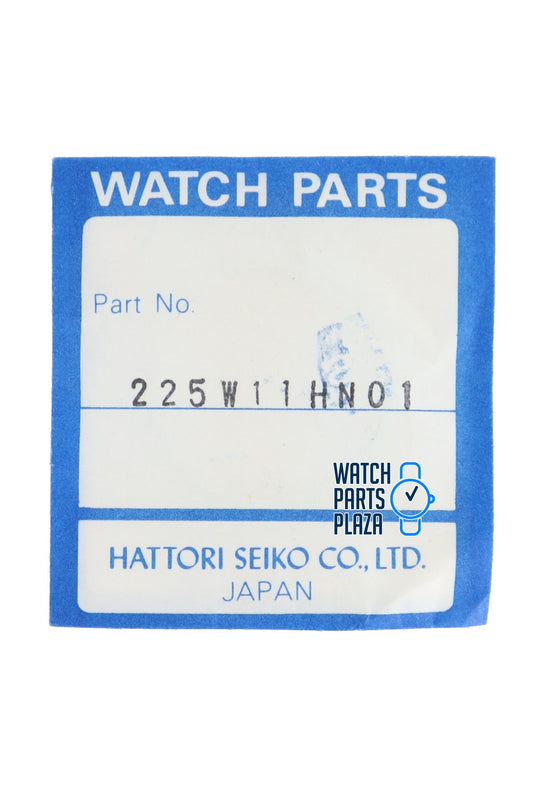 WATCH PARTS
Part No.
225W11HN01
WATCH
PARTS
PLAZA
HATTORI SEIKO CO., LTD.
JAPAN